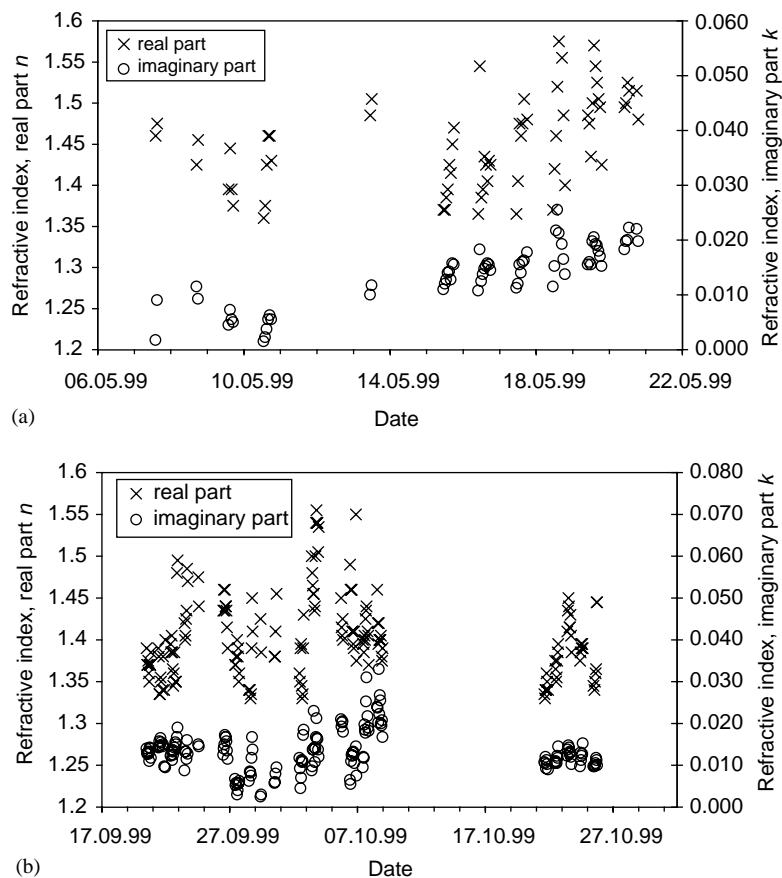 1.6
1.55
1.5
1.45
1.4
1.35
1.3
1.25
1.2
Refractive index, real part n
× real part
○ imaginary part
0.060
0.050
0.040
0.030
0.020
0.010
0.000
Refractive index, imaginary part k
06.05.99 10.05.99 14.05.99 18.05.99 22.05.99
(a) Date
1.6
1.55
1.5
1.45
1.4
1.35
1.3
1.25
1.2
Refractive index, real part n
× real part
○ imaginary part
0.080
0.070
0.060
0.050
0.040
0.030
0.020
0.010
0.000
Refractive index, imaginary part k
17.09.99 27.09.99 07.10.99 17.10.99 27.10.99
(b) Date